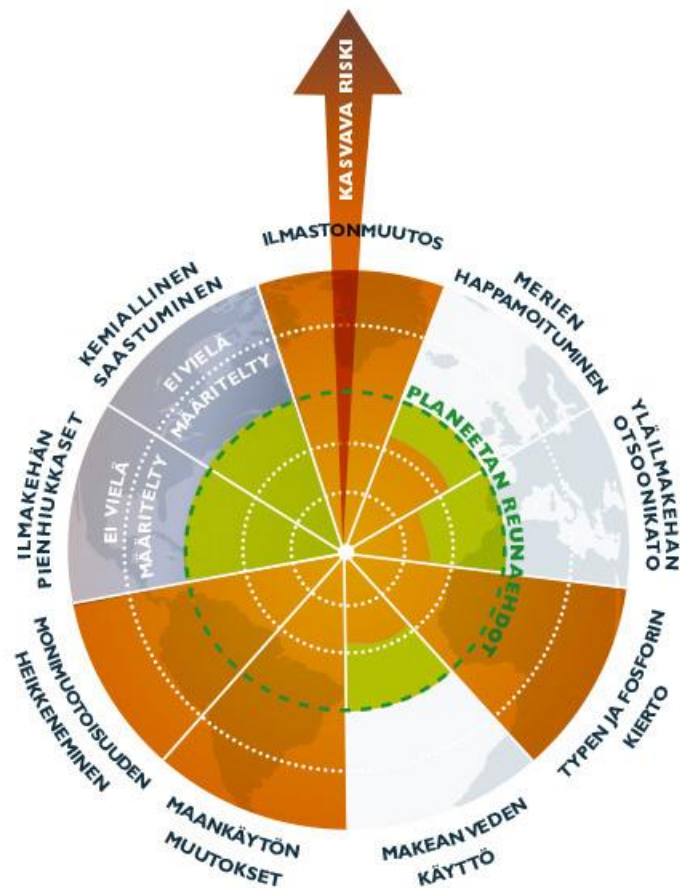 KASVAVA RISKI
ILMASTONMUUTOS
MERIEN
HAPPAMOITUMINEN
YLÄILMAKEHÄN
OTSOONIKATO
TYPEN JA FOSFORIN
KIERTO
MAKEAN VEDEN
KÄYTTÖ
MAANKÄYTÖN
MUUTOKSET
MONIMUOTOISUUDEN
HEIKKENEMINEN
ILMAKEHÄN
PIENHIUKKASET
KEMIALLINEN
SAASTUMINEN
EI VIELÄ
MÄÄRITELTY
EI VIELÄ
MÄÄRITELTY
PLANEETAN REUNAEHDOT